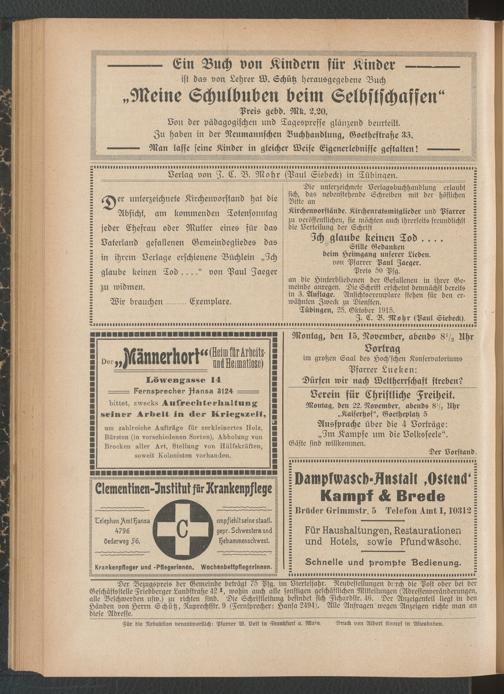 Ein Buch von Kindern für Kinder
ist das von Lehrer W. Schütz herausgegebene Buch
„Meine Schulbuben beim Selbstschaffen“
Preis gebd. Mk. 2,20,
Von der pädagogischen und Tagespresse glänzend beurteilt.
Zu haben in der Neumannschen Buchhandlung, Goethestraße 33.
Man lasse seine Kinder in gleicher Weise Eigenerlebnisse gestalten!
Verlag von J. C. B. Mohr (Paul Siebeck) in Tübingen.
Der unterzeichnete Kirchenvorstand hat die
Absicht, am kommenden Totensonntag
jeder Ehefrau oder Mutter eines für das
Vaterland gefallenen Gemeindegliedes das
in ihrem Verlage erschienene Büchlein „Ich
glaube keinen Tod ....“ von Paul Jaeger
zu widmen.
Wir brauchen ........ Exemplare.
Die unterzeichnete Verlagsbuchhandlung erlaubt
sich, das nebenstehende Schreiben mit der höflichen
Bitte an
Kirchenvorstände, Kirchenratsmitglieder und Pfarrer
zu veröffentlichen, sie möchten auch ihrerseits freundlichst
die Verteilung der Schrift
Ich glaube keinen Tod ....
Stille Gedanken
beim Heimgang unserer Lieben.
von Pfarrer Paul Jaeger.
Preis 50 Pfg.
an die Hinterbliebenen der Gefallenen in ihrer Ge-
meinde anregen. Die Schrift erscheint demnächst bereits
in 3. Auflage. Ansichtsexemplare stehen für den er-
wähnten Zweck zu Diensten.
Tübingen, 25. Oktober 1915.
J. C. B. Mohr (Paul Siebeck).
Der „Männerhort“ (Heim für Arbeits- und Heimatlose)
Löwengasse 14
Fernsprecher Hansa 3124
bittet, zwecks Aufrechterhaltung
seiner Arbeit in der Kriegszeit,
um zahlreiche Aufträge für zerkleinertes Holz,
Bürsten (in verschiedenen Sorten), Abholung von
Brocken aller Art, Stellung von Hülfskräften,
soweit Kolonisten vorhanden.
Montag, den 15. November, abends 8½ Uhr
Vortrag
im großen Saal des Hoch'schen Konservatoriums
Pfarrer Lueken:
Dürfen wir nach Weltherrschaft streben?
Verein für Christliche Freiheit.
Montag, den 22. November, abends 8½ Uhr
„Kaiserhof“, Goetheplatz 5
Aussprache über die 4 Vorträge:
„Im Kampfe um die Volksseele“.
Gäste sind willkommen.
Der Vorstand.
Clementinen-Institut für Krankenpflege
Telephon Amt Hansa
4796
Oederweg 56.
C
empfiehlt seine staatl.
gepr. Schwestern und
Hebammenschwest.
Krankenpfleger und -Pflegerinnen, Wochenbettpflegerinnen.
Dampfwasch-Anstalt „Ostend“
Kampf & Brede
Brüder Grimmstr. 5 Telefon Amt I, 10312
Für Haushaltungen, Restaurationen
und Hotels, sowie Pfundwäsche.
Schnelle und prompte Bedienung.
Der Bezugspreis der Gemeinde beträgt 75 Pfg. im Vierteljahr. Neubestellungen durch die Post oder bei der
Geschäftsstelle Friedberger Landstraße 42, wohin auch alle sonstigen geschäftlichen Mitteilungen (Adressenveränderungen,
alle Beschwerden usw.) zu richten sind. Die Schriftleitung befindet sich Fichardstr. 46. Der Anzeigenteil liegt in den
Händen von Herrn Schütz, Ruprechtstr. 9 (Fernsprecher: Hansa 2494). Alle Anfragen wegen Anzeigen richte man an
diese Adresse.
Für die Redaktion verantwortlich: Pfarrer W. Veit in Frankfurt a. Main. Druck von Albert Kempf in Wiesbaden.